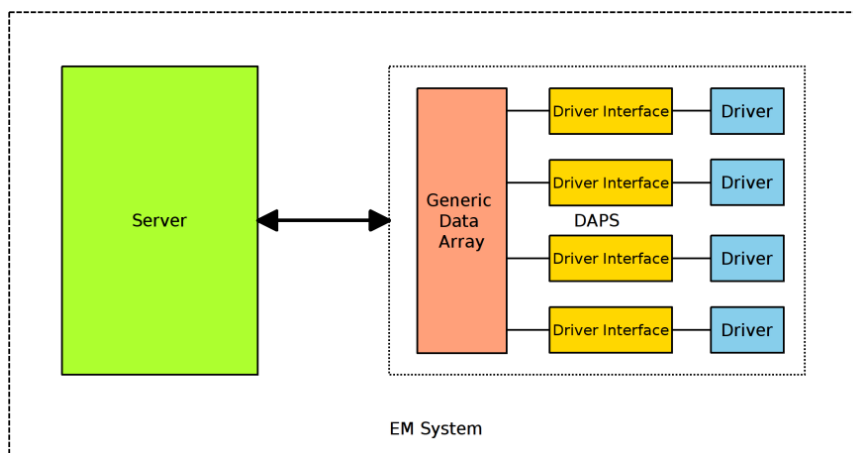 Server
Generic
Data
Array
Driver Interface
Driver
Driver Interface
Driver
DAPS
Driver Interface
Driver
Driver Interface
Driver
EM System